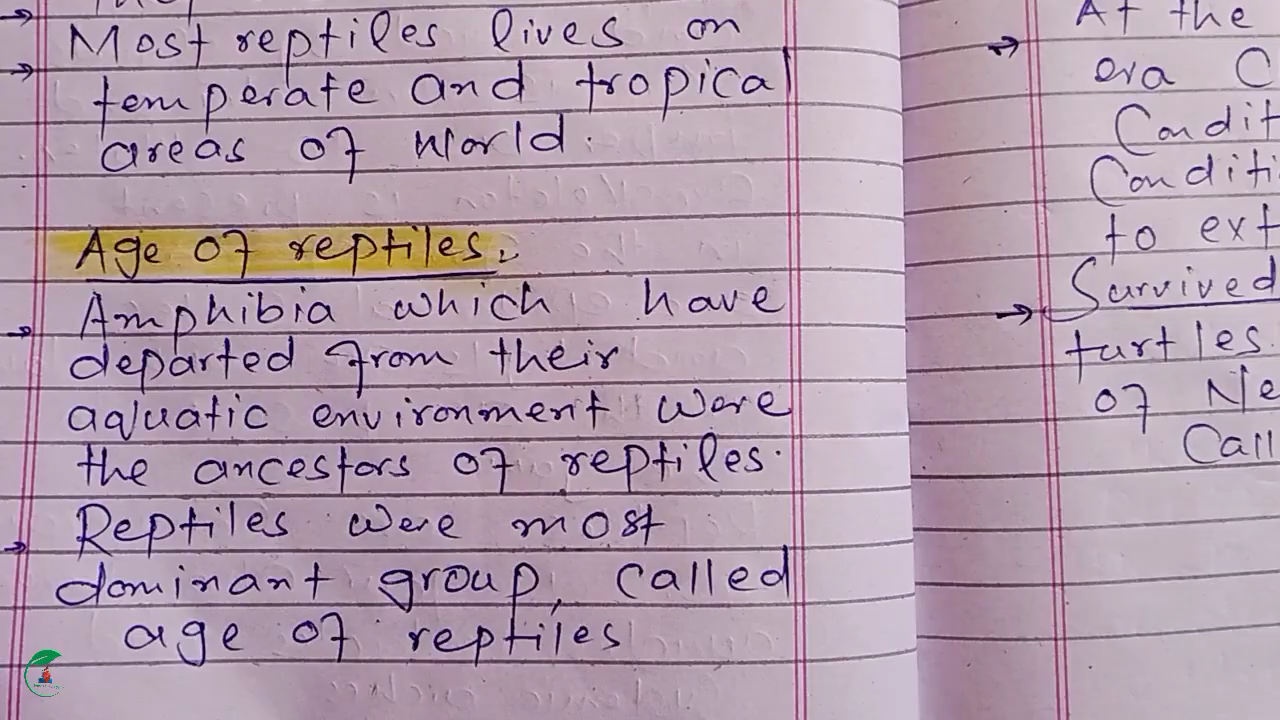 → Most reptiles lives on
→ temperate and tropical
areas of world.
Age of reptiles.
→ Amphibia which have
departed from their
aquatic environment were
the ancestors of reptiles.
→ Reptiles were most
dominant group, called
age of reptiles
At the
→ era C
Condit
Conditi
to ext
→ Survived
turtles.
of Ne
Call